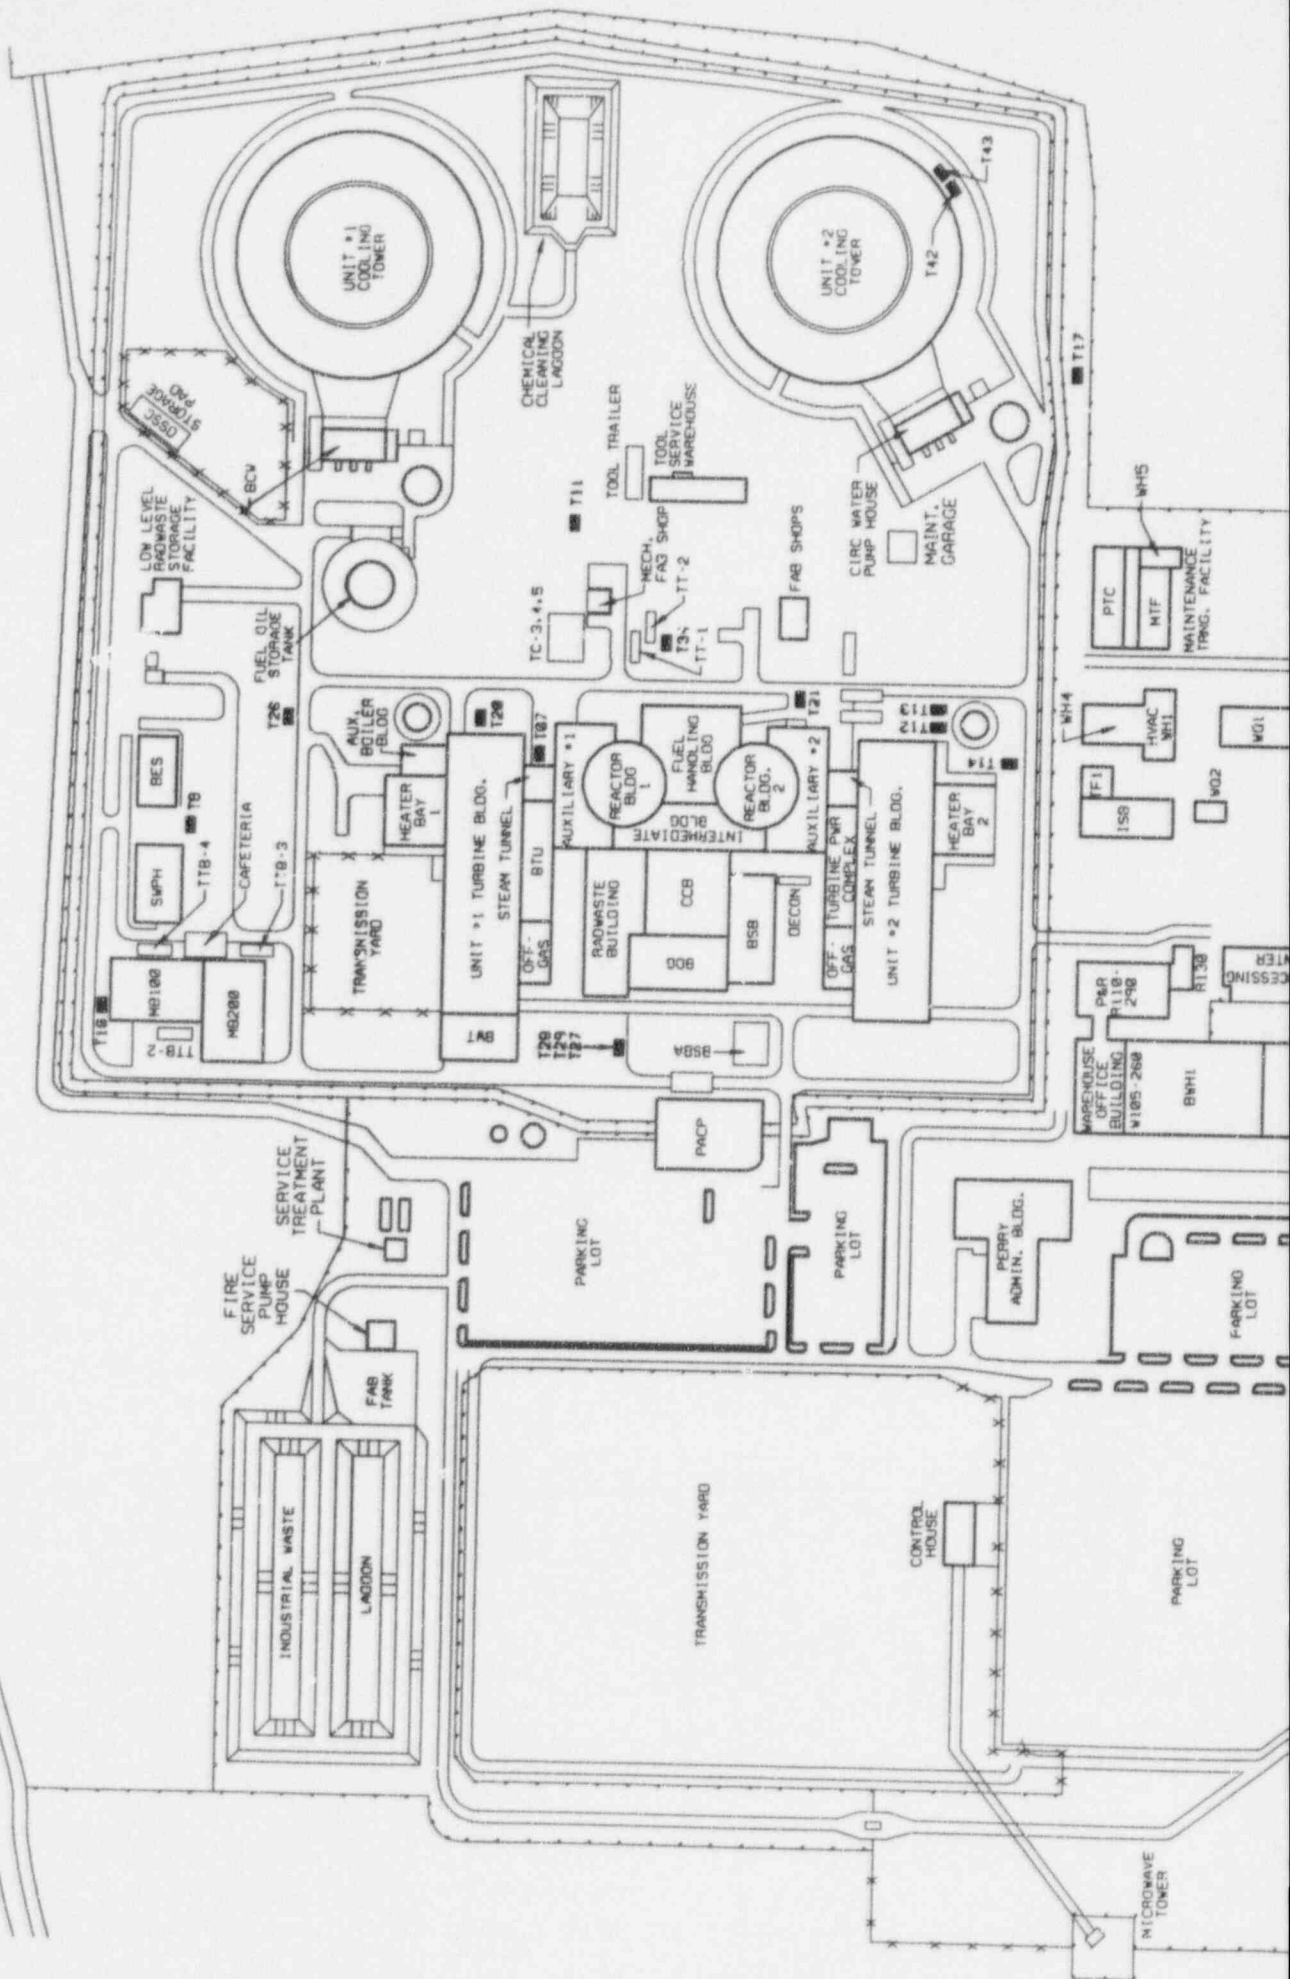 CHEMICAL
CLEANING
LAGOON
UNIT #1
COOLING
TOWER
UNIT #2
COOLING
TOWER
T43
T42
T17
OSSC
STORAGE
PAD
BCW
LOW LEVEL
RADWASTE
STORAGE
FACILITY
FUEL OIL
STORAGE
TANK
T11
TOOL TRAILER
TOOL
SERVICE
WAREHOUSE
CIRC WATER
PUMP HOUSE
MAINT.
GARAGE
FAB SHOPS
MECH.
FAB SHOP
TT-2
TT-1
TC-3,4,5
PTC
MTF
WH5
MAINTENANCE
TRNG. FACILITY
BES
T8
SWPH
TTB-4
CAFETERIA
TTB-3
T26
AUX.
BOILER
BLDG
HEATER
BAY
1
T07
T21
T13
T12
T14
WH4
HVAC
WH1
TF1
ISB
WO2
WO1
TRANSMISSION
YARD
UNIT #1 TURBINE BLDG.
STEAM TUNNEL
BTU
OFF-
GAS
AUXILIARY #1
REACTOR
BLDG
1
FUEL
HANDLING
BLDG
REACTOR
BLDG.
2
INTERMEDIATE
BLDG
AUXILIARY #2
RADWASTE
BUILDING
CCB
BSB
DECON
TURBINE PWR
COMPLEX
OFF-
GAS
STEAM TUNNEL
UNIT #2 TURBINE BLDG.
HEATER
BAY
2
MB100
MB200
T16
TTB-2
T28
T29
T27
BSBA
PACP
P&R
R110-
290
R130
WAREHOUSE
OFFICE
BUILDING
W105-260
BWH1
SERVICE
TREATMENT
PLANT
FIRE
SERVICE
PUMP
HOUSE
FAB
TANK
PARKING
LOT
PARKING
LOT
PERRY
ADMIN. BLDG.
PARKING
LOT
INDUSTRIAL WASTE
LAGOON
TRANSMISSION YARD
CONTROL
HOUSE
PARKING
LOT
MICROWAVE
TOWER